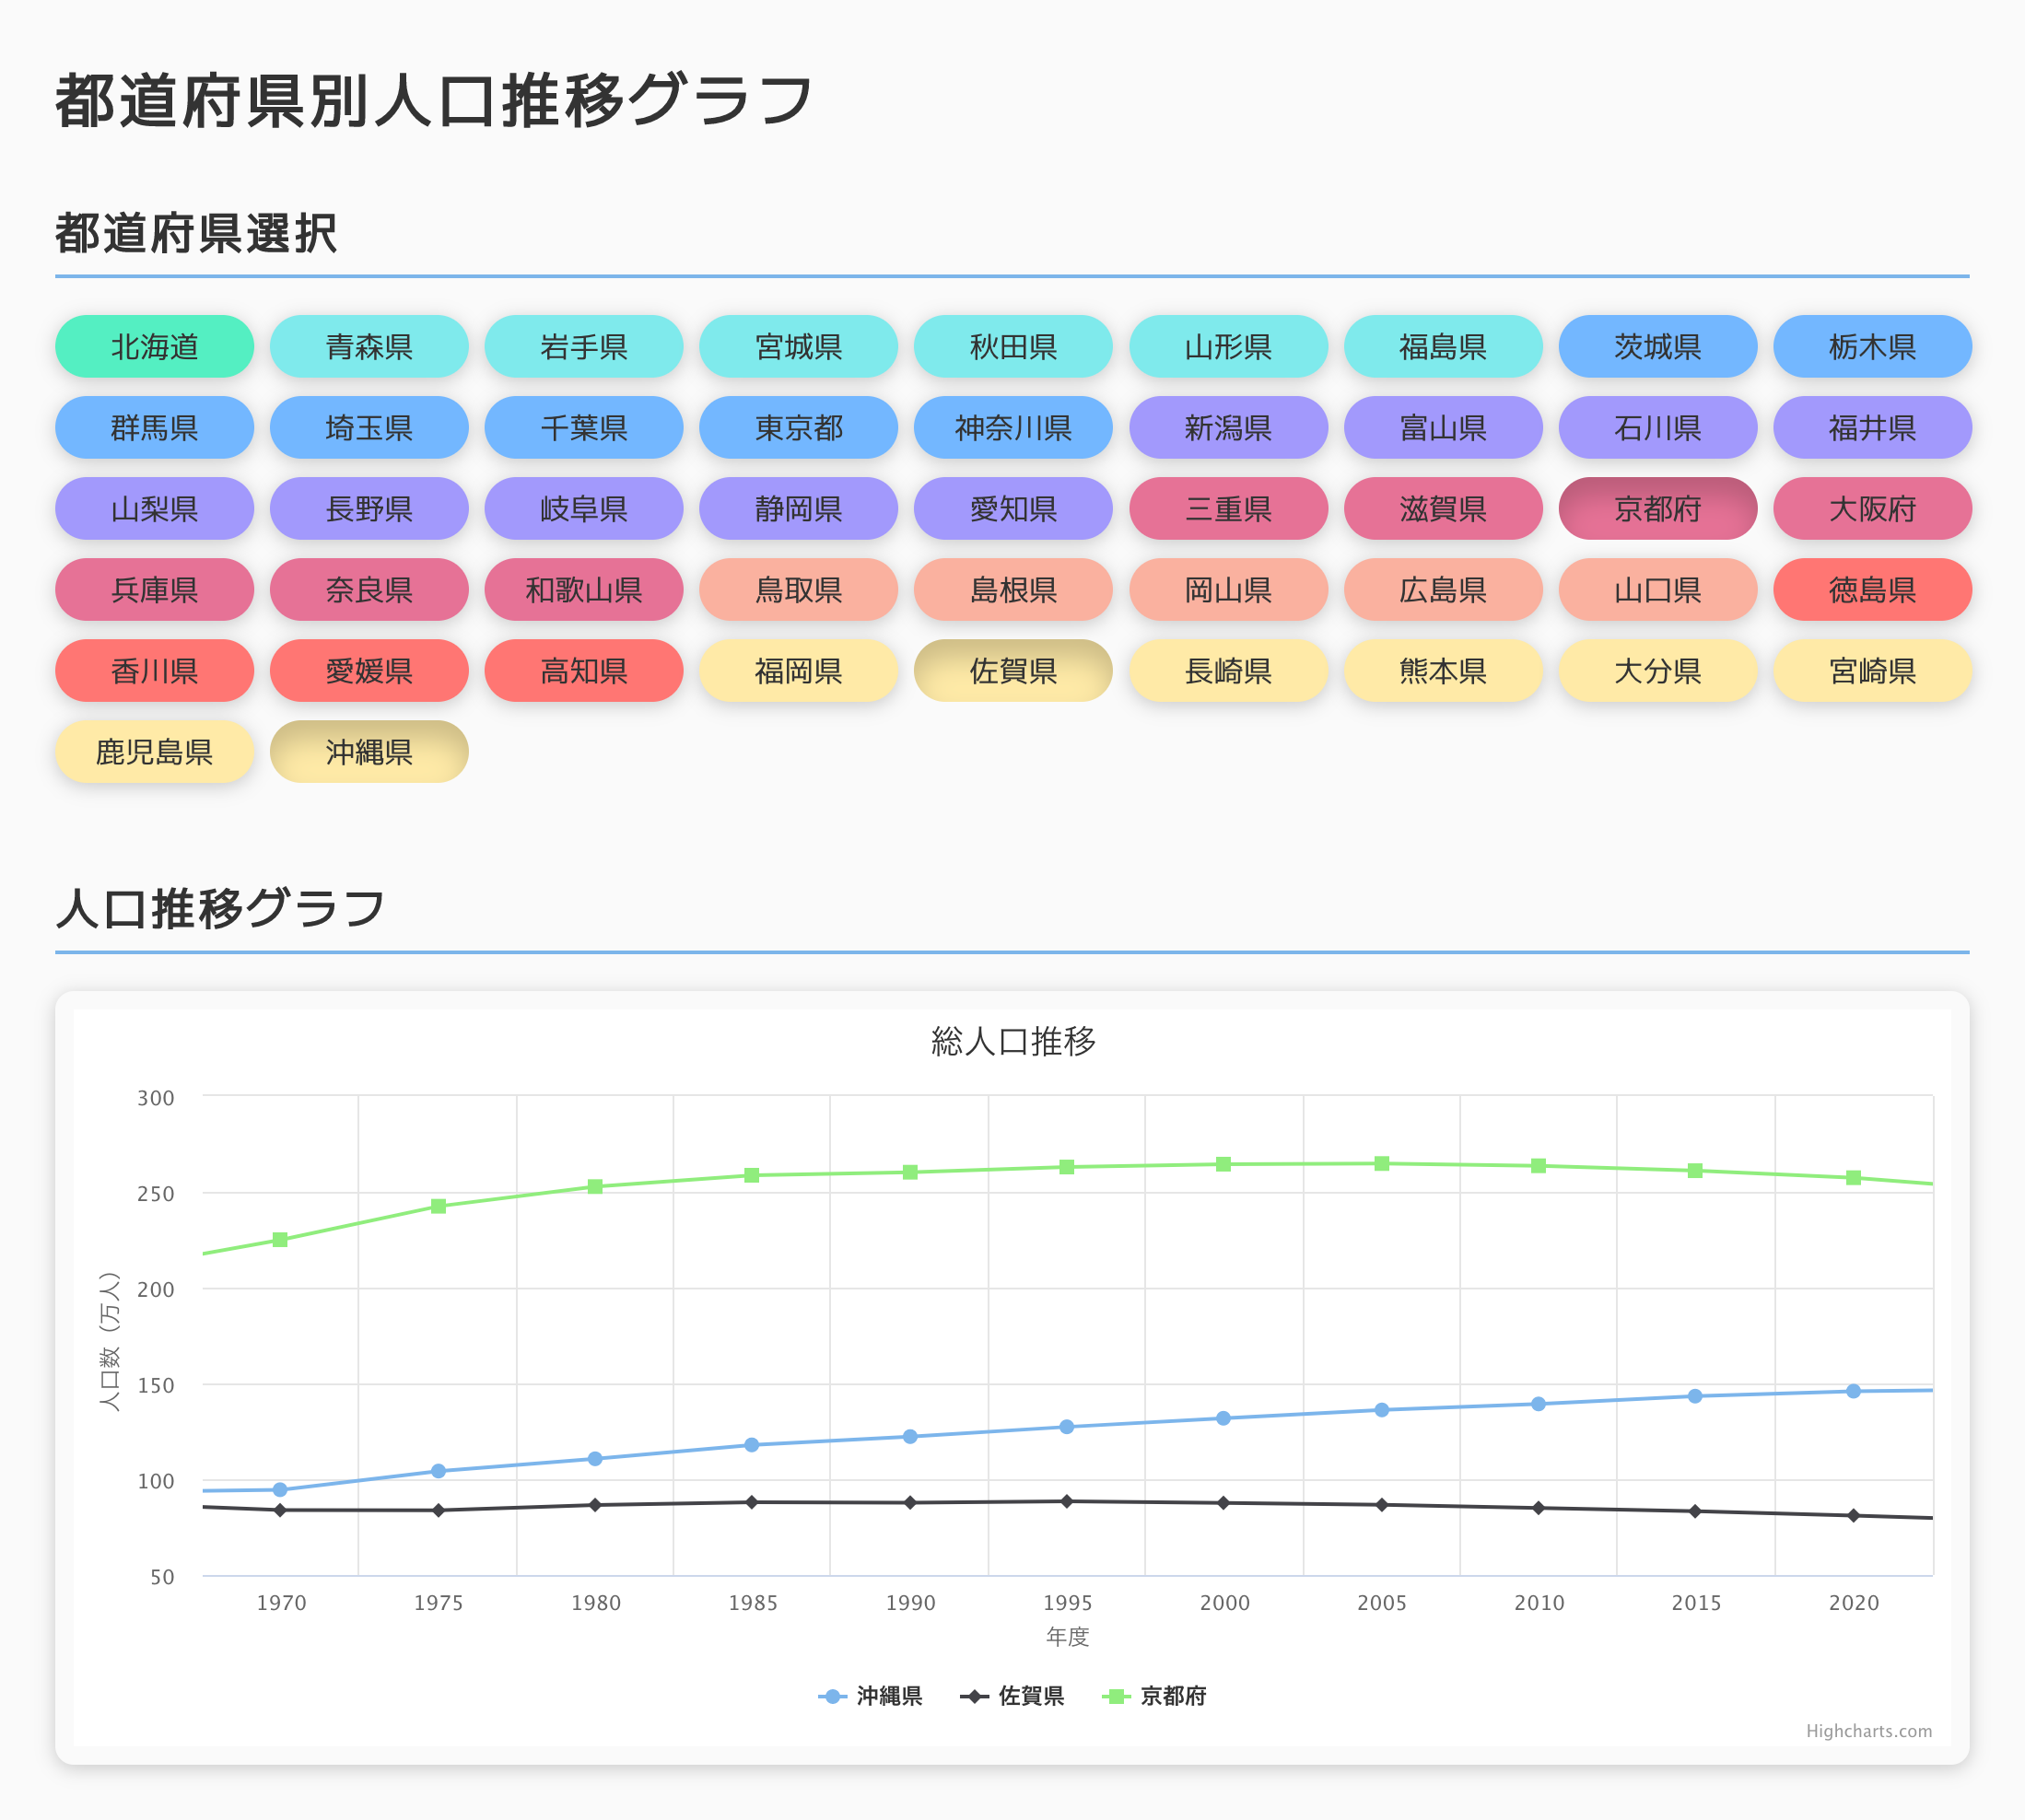 都道府県別人口推移グラフ
都道府県選択
北海道 青森県 岩手県 宮城県 秋田県 山形県 福島県 茨城県 栃木県
群馬県 埼玉県 千葉県 東京都 神奈川県 新潟県 富山県 石川県 福井県
山梨県 長野県 岐阜県 静岡県 愛知県 三重県 滋賀県 京都府 大阪府
兵庫県 奈良県 和歌山県 鳥取県 島根県 岡山県 広島県 山口県 徳島県
香川県 愛媛県 高知県 福岡県 佐賀県 長崎県 熊本県 大分県 宮崎県
鹿児島県 沖縄県
人口推移グラフ
総人口推移
人口数（万人）
300
250
200
150
100
50
1970 1975 1980 1985 1990 1995 2000 2005 2010 2015 2020
年度
沖縄県 佐賀県 京都府
Highcharts.com